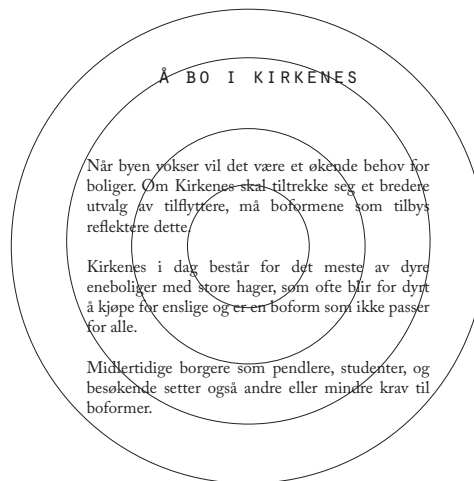 Å BO I KIRKENES
Når byen vokser vil det være et økende behov for
boliger. Om Kirkenes skal tiltrekke seg et bredere
utvalg av tilflyttere, må boformene som tilbys
reflektere dette.
Kirkenes i dag består for det meste av dyre
eneboliger med store hager, som ofte blir for dyrt
å kjøpe for enslige og er en boform som ikke passer
for alle.
Midlertidige borgere som pendlere, studenter, og
besøkende setter også andre eller mindre krav til
boformer.